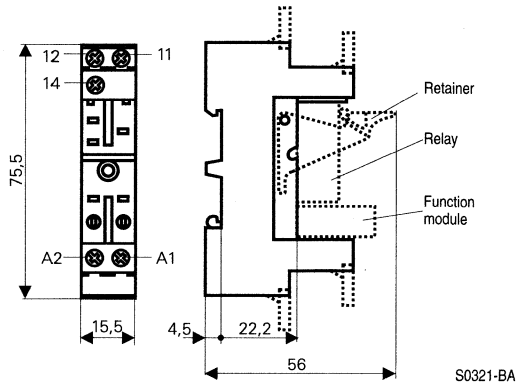 12
11
14
Retainer
Relay
Function
module
75,5
A2
A1
15,5
4,5
22,2
56
S0321-BA